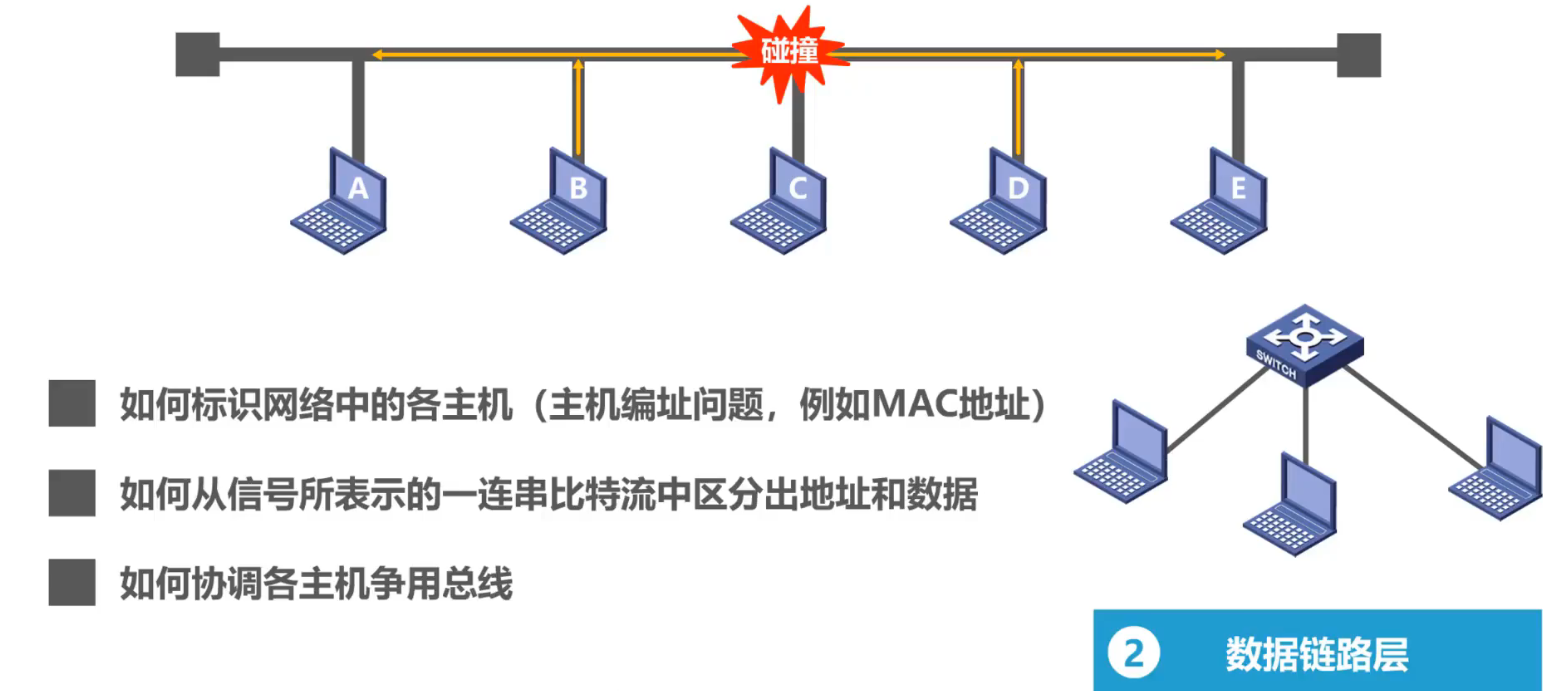 碰撞
A
B
C
D
E
SWITCH
如何标识网络中的各主机（主机编址问题，例如MAC地址）
如何从信号所表示的一连串比特流中区分出地址和数据
如何协调各主机争用总线
2 数据链路层